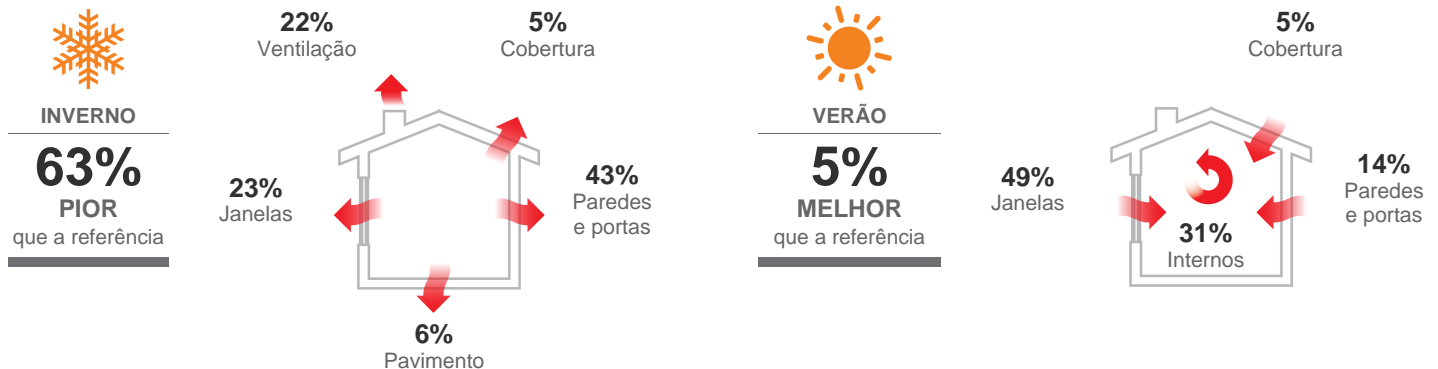 INVERNO
63%
PIOR
que a referência
22%
Ventilação
5%
Cobertura
23%
Janelas
43%
Paredes
e portas
6%
Pavimento
VERÃO
5%
MELHOR
que a referência
5%
Cobertura
49%
Janelas
14%
Paredes
e portas
31%
Internos